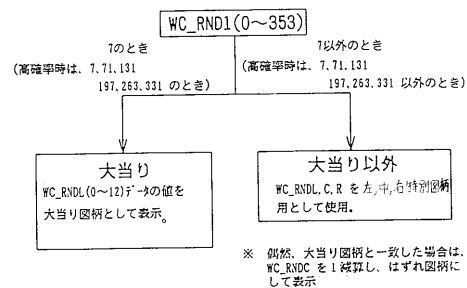 WC_RND1(0～353)
7のとき
(高確率時は、7.71.131
197.263.331 のとき)
7以外のとき
(高確率時は、7.71.131
197.263.331 以外のとき)
大当り
WC_RNDL(0～12)データの値を
大当り図柄として表示。
大当り以外
WC_RNDL,C,R を左,中,右特別図柄
用として使用。
※ 偶然、大当り図柄と一致した場合は、
WC_RNDC を1減算し、はずれ図柄に
して表示